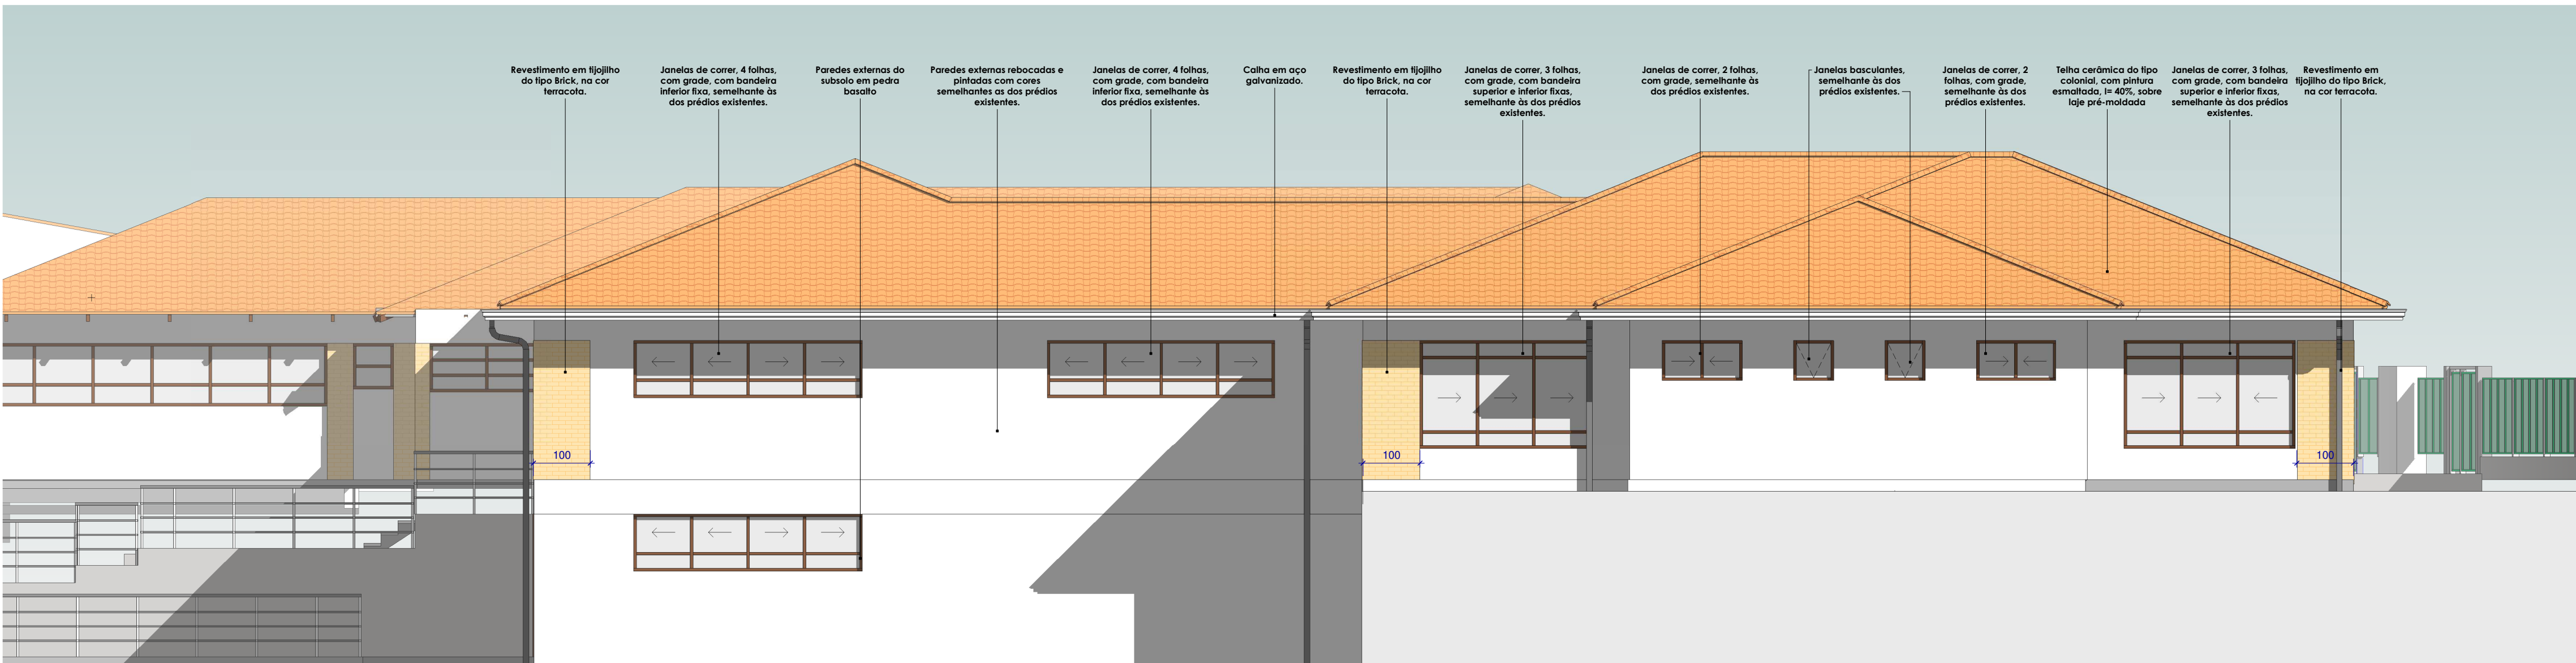 Revestimento em tijojilho
do tipo Brick, na cor
terracota.
Janelas de correr, 4 folhas,
com grade, com bandeira
inferior fixa, semelhante às
dos prédios existentes.
Paredes externas do
subsolo em pedra
basalto
Paredes externas rebocadas e
pintadas com cores
semelhantes as dos prédios
existentes.
Janelas de correr, 4 folhas,
com grade, com bandeira
inferior fixa, semelhante às
dos prédios existentes.
Calha em aço
galvanizado.
Revestimento em tijojilho
do tipo Brick, na cor
terracota.
Janelas de correr, 3 folhas,
com grade, com bandeira
superior e inferior fixas,
semelhante às dos prédios
existentes.
Janelas de correr, 2 folhas,
com grade, semelhante às
dos prédios existentes.
Janelas basculantes,
semelhante às dos
prédios existentes.
Janelas de correr, 2
folhas, com grade,
semelhante às dos
prédios existentes.
Telha cerâmica do tipo
colonial, com pintura
esmaltada, I= 40%, sobre
laje pré-moldada
Janelas de correr, 3 folhas,
com grade, com bandeira
superior e inferior fixas,
semelhante às dos prédios
existentes.
Revestimento em
tijojilho do tipo Brick,
na cor terracota.
100
100
100